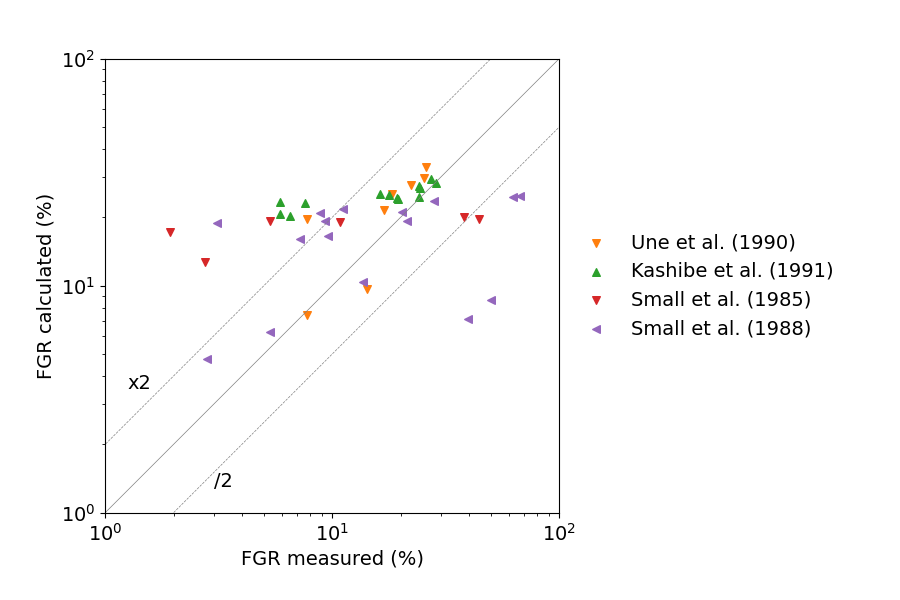 10²
FGR calculated (%)
10¹
x2
/2
10⁰
10⁰
10¹
10²
FGR measured (%)
Une et al. (1990)
Kashibe et al. (1991)
Small et al. (1985)
Small et al. (1988)